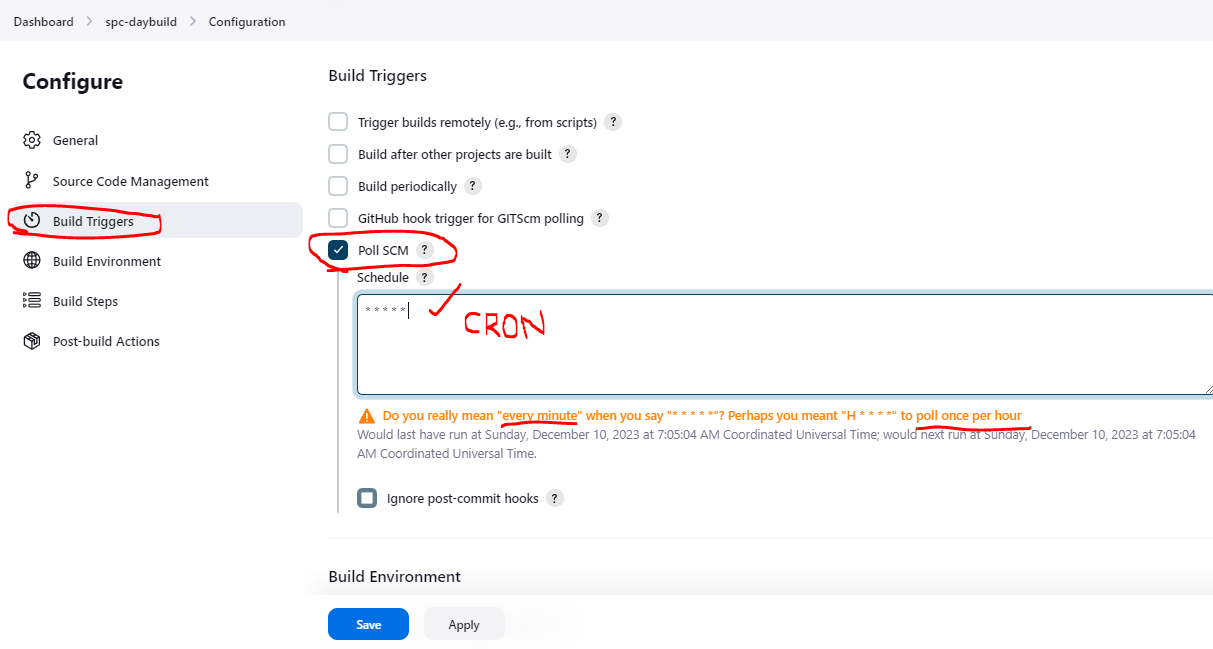 Dashboard > spc-daybuild > Configuration
Configure
General
Source Code Management
Build Triggers
Build Environment
Build Steps
Post-build Actions
Build Triggers
Trigger builds remotely (e.g., from scripts) ?
Build after other projects are built ?
Build periodically ?
GitHub hook trigger for GITScm polling ?
Poll SCM ?
Schedule ?
* * * * *
CRON
Do you really mean "every minute" when you say "* * * * *"? Perhaps you meant "H * * * *" to poll once per hour
Would last have run at Sunday, December 10, 2023 at 7:05:04 AM Coordinated Universal Time; would next run at Sunday, December 10, 2023 at 7:05:04
AM Coordinated Universal Time.
Ignore post-commit hooks ?
Build Environment
Save Apply